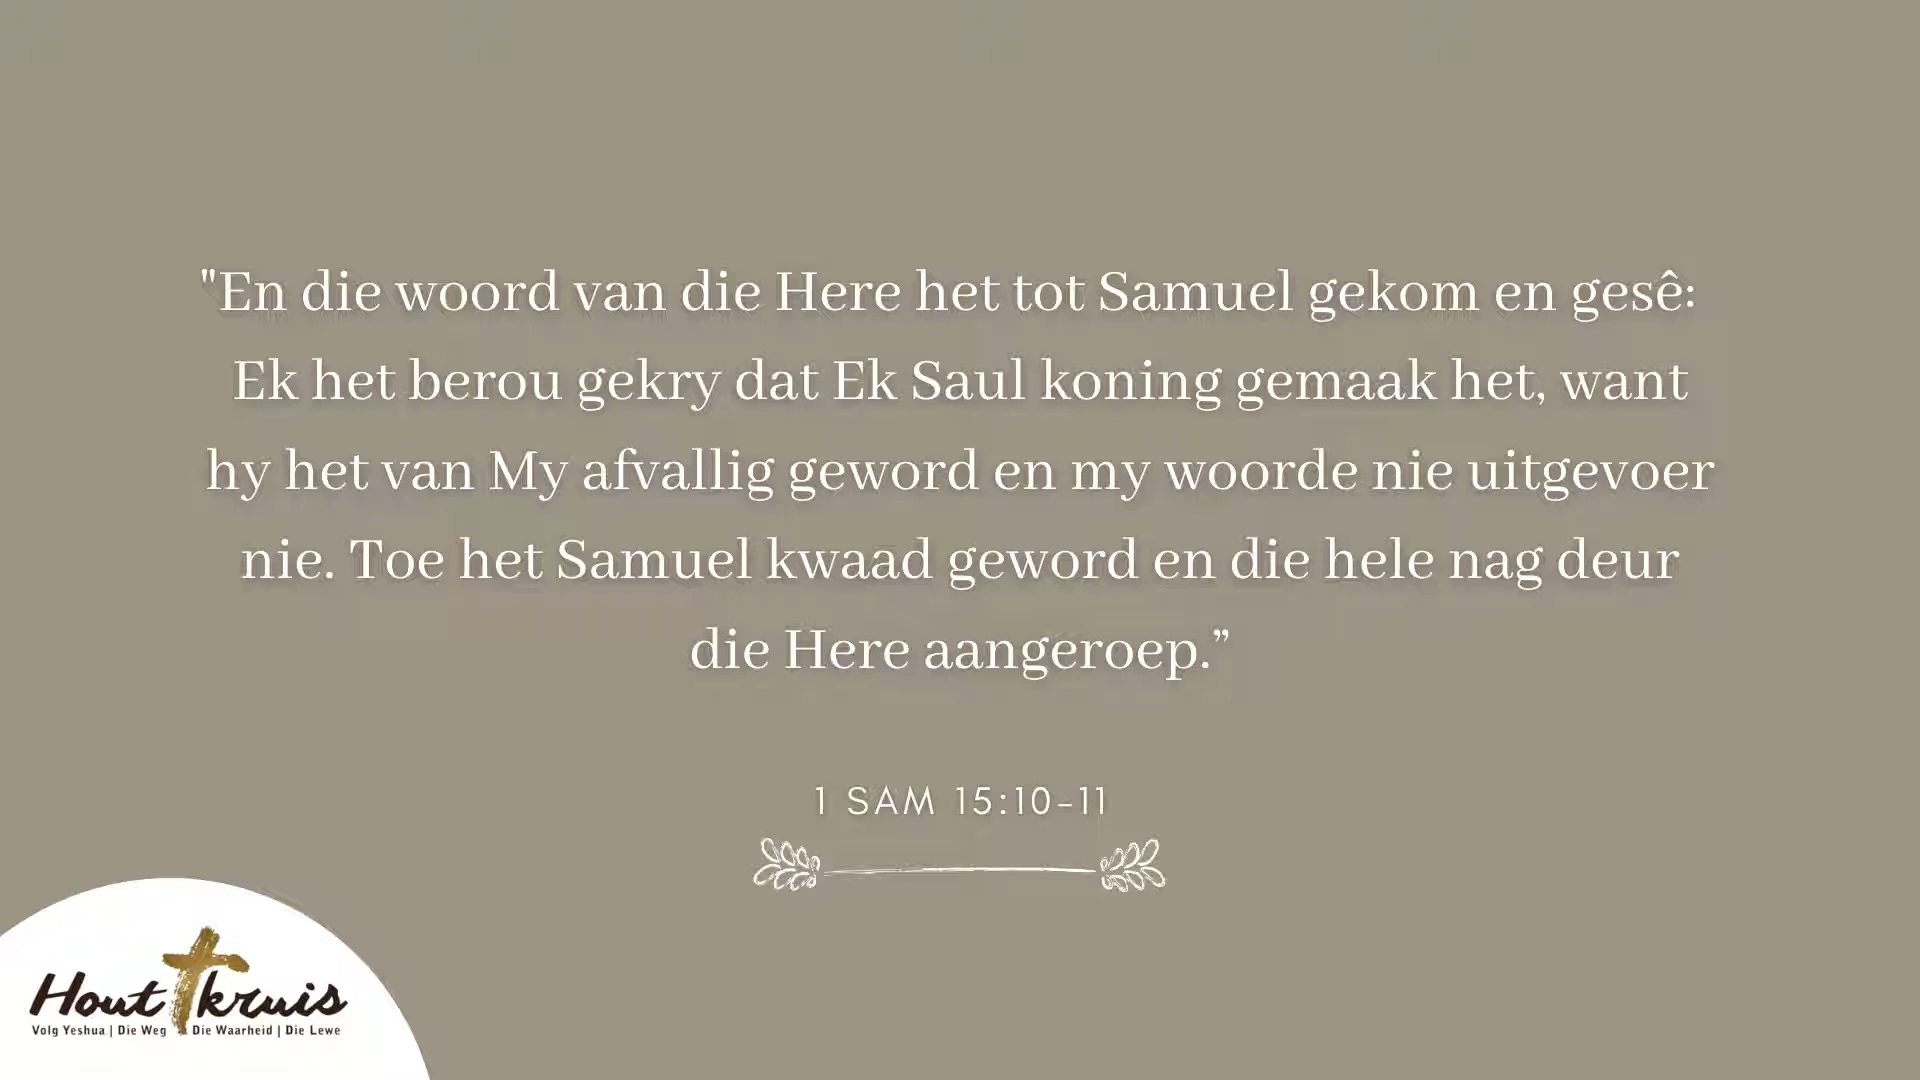 "En die woord van die Here het tot Samuel gekom en gesê:
Ek het berou gekry dat Ek Saul koning gemaak het, want
hy het van My afvallig geword en my woorde nie uitgevoer
nie. Toe het Samuel kwaad geword en die hele nag deur
die Here aangeroep.”
1 SAM 15:10-11
Hout kruis
Volg Yeshua | Die Weg Die Waarheid | Die Lewe